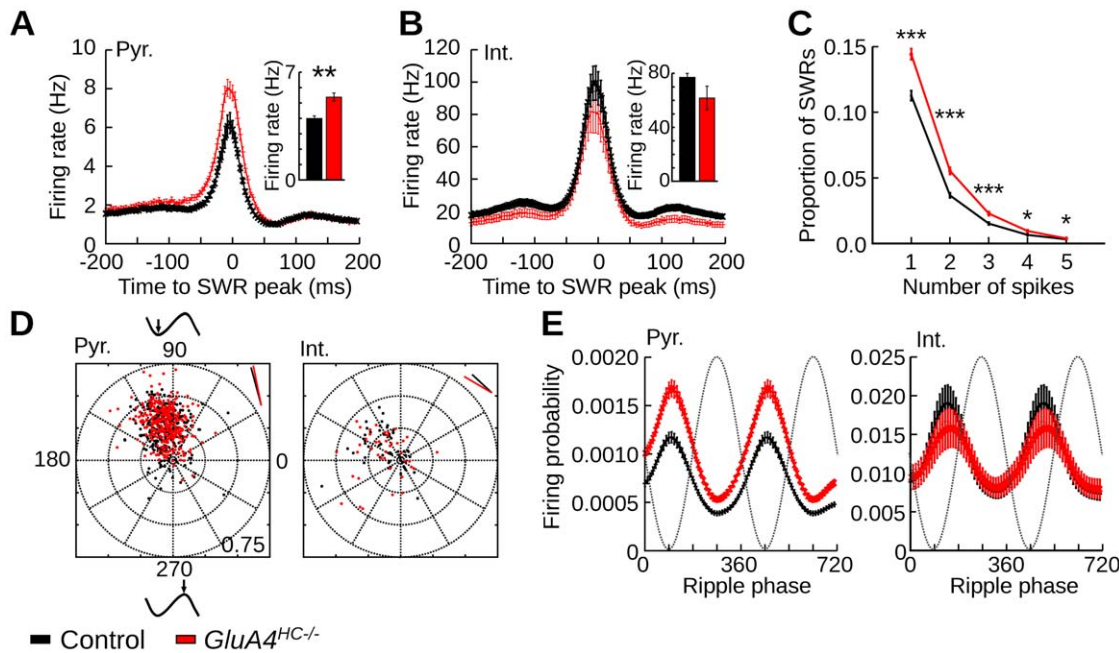 A
Pyr.
Firing rate (Hz)
10
8
6
4
2
0
-200 -100 0 100 200
Time to SWR peak (ms)
Firing rate (Hz)
7
0
**
B
Int.
Firing rate (Hz)
120
100
80
60
40
20
0
-200 -100 0 100 200
Time to SWR peak (ms)
Firing rate (Hz)
80
60
40
20
0
C
Proportion of SWRs
0.15
0.10
0.05
0.0
***
***
***
*
*
1 2 3 4 5
Number of spikes
D
Pyr.
90
180
0
270
0.75
Int.
E
Pyr.
Firing probability
0.0020
0.0015
0.0010
0.0005
0
0 360 720
Ripple phase
Int.
0.025
0.020
0.015
0.010
0.005
0
0 360 720
Ripple phase
Control GluA4HC-/-